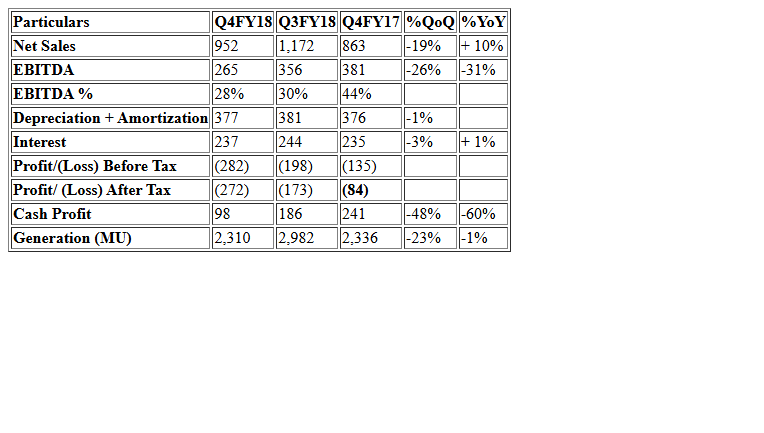 Particulars Q4FY18 Q3FY18 Q4FY17 %QoQ %YoY
Net Sales 952 1,172 863 -19% + 10%
EBITDA 265 356 381 -26% -31%
EBITDA % 28% 30% 44%
Depreciation + Amortization 377 381 376 -1%
Interest 237 244 235 -3% + 1%
Profit/(Loss) Before Tax (282) (198) (135)
Profit/ (Loss) After Tax (272) (173) (84)
Cash Profit 98 186 241 -48% -60%
Generation (MU) 2,310 2,982 2,336 -23% -1%